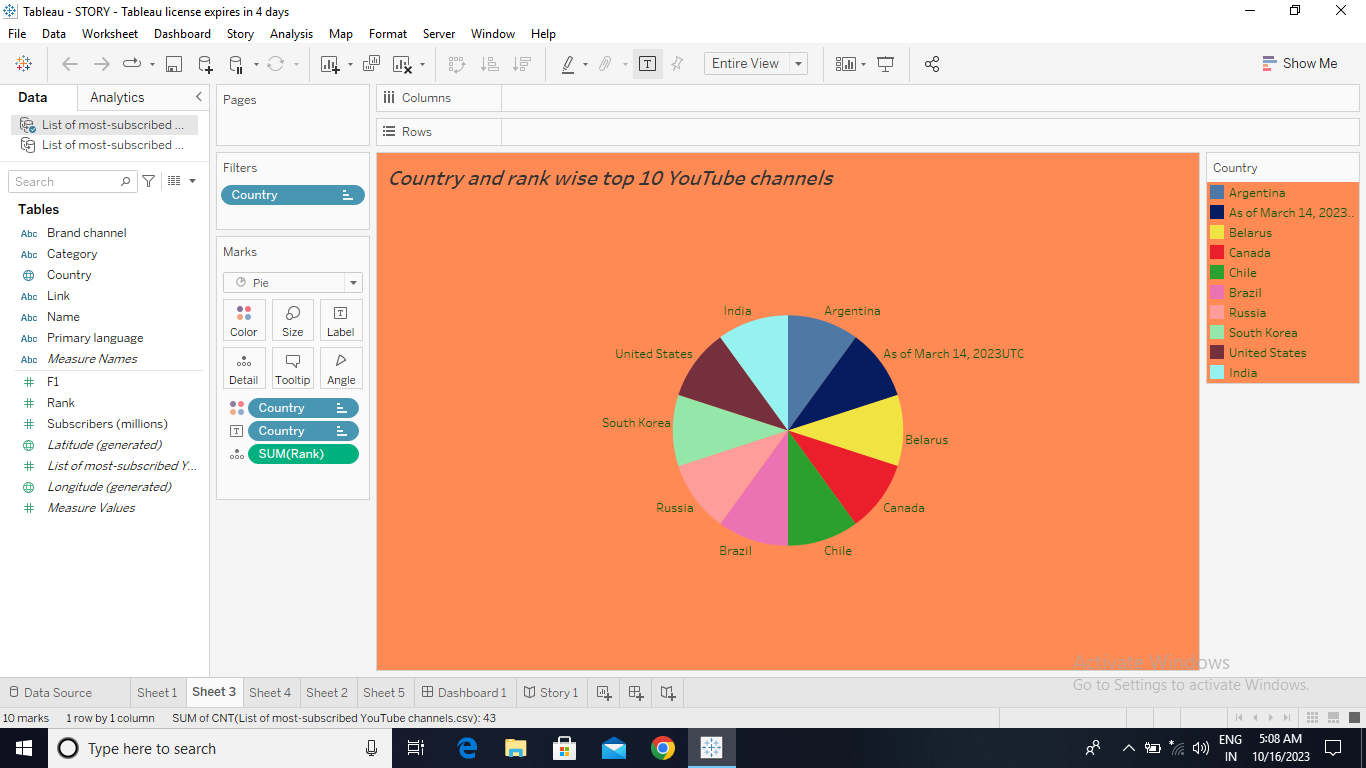 Tableau - STORY - Tableau license expires in 4 days
File Data Worksheet Dashboard Story Analysis Map Format Server Window Help
Entire View
Show Me
Data Analytics
List of most-subscribed ...
List of most-subscribed ...
Search
Tables
Abc Brand channel
Abc Category
Country
Abc Link
Abc Name
Abc Primary language
Abc Measure Names
F1
Rank
Subscribers (millions)
Latitude (generated)
List of most-subscribed Y...
Longitude (generated)
Measure Values
Pages
Filters
Country
Marks
Pie
Color Size Label
Detail Tooltip Angle
Country
Country
SUM(Rank)
Columns
Rows
Country and rank wise top 10 YouTube channels
India
Argentina
United States
As of March 14, 2023UTC
South Korea
Belarus
Russia
Canada
Brazil
Chile
Country
Argentina
As of March 14, 2023..
Belarus
Canada
Chile
Brazil
Russia
South Korea
United States
India
Activate Windows
Go to Settings to activate Windows.
Data Source Sheet 1 Sheet 3 Sheet 4 Sheet 2 Sheet 5 Dashboard 1 Story 1
10 marks 1 row by 1 column SUM of CNT(List of most-subscribed YouTube channels.csv): 43
Type here to search
ENG
IN
5:08 AM
10/16/2023